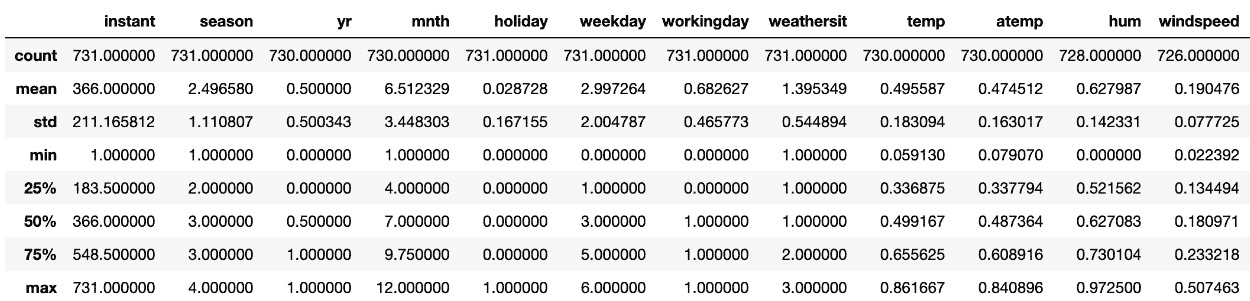 instant season yr mnth holiday weekday workingday weathersit temp atemp hum windspeed
count 731.000000 731.000000 730.000000 730.000000 731.000000 731.000000 731.000000 731.000000 730.000000 730.000000 728.000000 726.000000
mean 366.000000 2.496580 0.500000 6.512329 0.028728 2.997264 0.682627 1.395349 0.495587 0.474512 0.627987 0.190476
std 211.165812 1.110807 0.500343 3.448303 0.167155 2.004787 0.465773 0.544894 0.183094 0.163017 0.142331 0.077725
min 1.000000 1.000000 0.000000 1.000000 0.000000 0.000000 0.000000 1.000000 0.059130 0.079070 0.000000 0.022392
25% 183.500000 2.000000 0.000000 4.000000 0.000000 1.000000 0.000000 1.000000 0.336875 0.337794 0.521562 0.134494
50% 366.000000 3.000000 0.500000 7.000000 0.000000 3.000000 1.000000 1.000000 0.499167 0.487364 0.627083 0.180971
75% 548.500000 3.000000 1.000000 9.750000 0.000000 5.000000 1.000000 2.000000 0.655625 0.608916 0.730104 0.233218
max 731.000000 4.000000 1.000000 12.000000 1.000000 6.000000 1.000000 3.000000 0.861667 0.840896 0.972500 0.507463